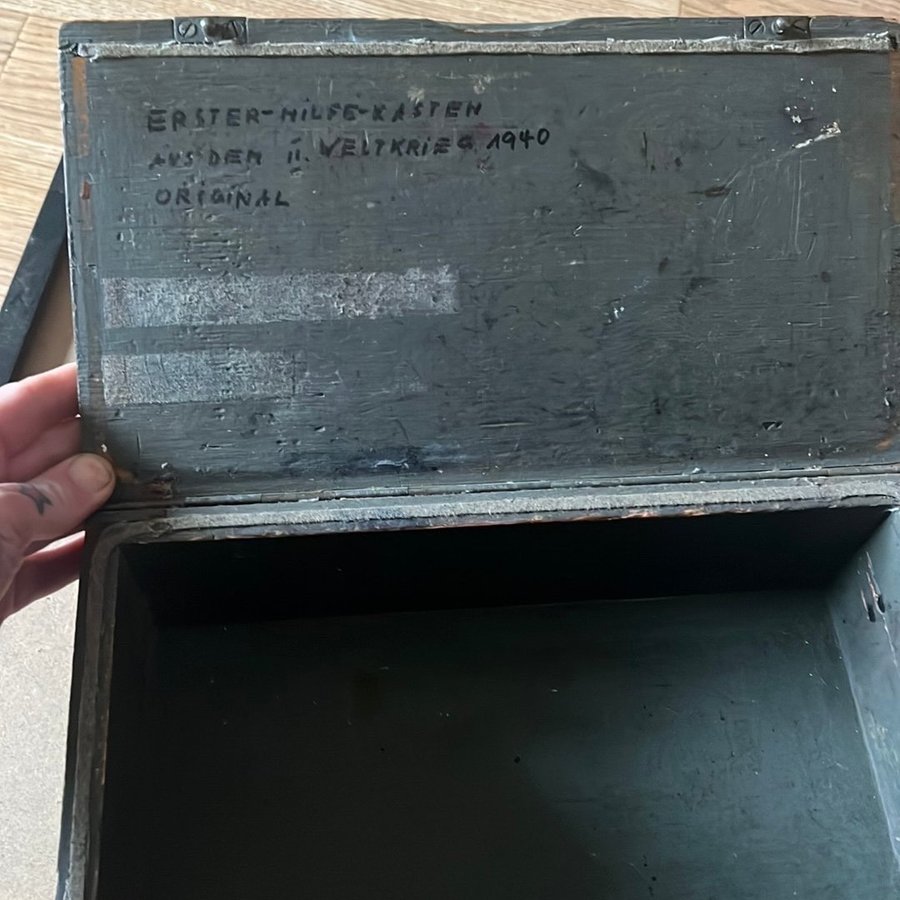 ERSTER-HILFE-KASTEN
AUS DEM II. WELTKRIEG 1940
ORIGINAL